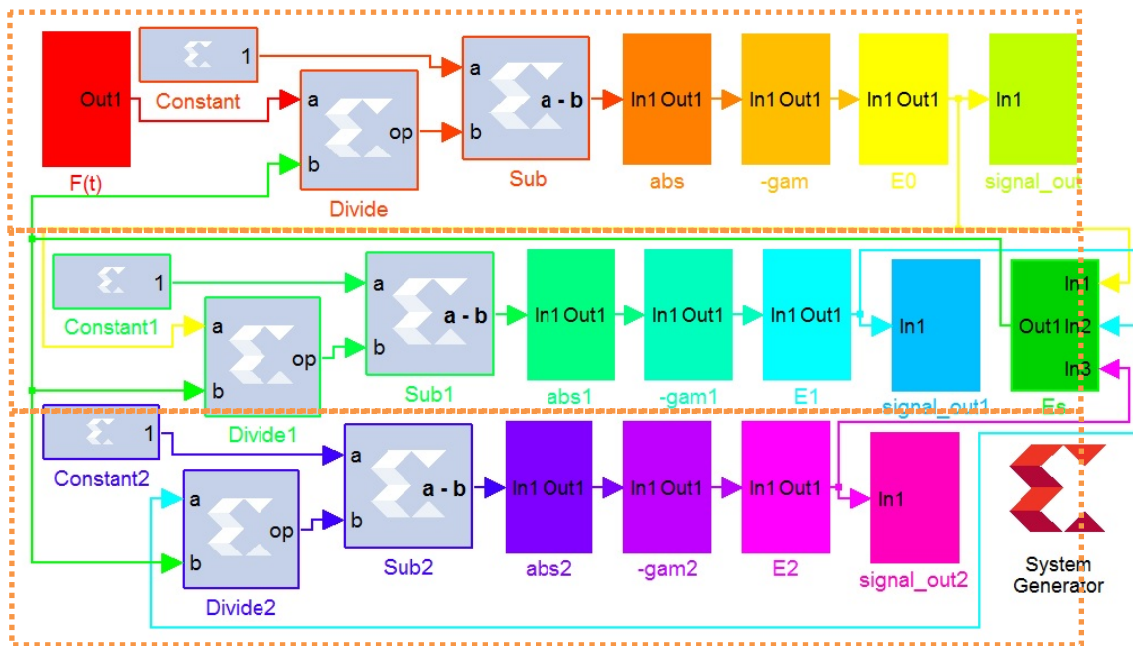 1
Constant
Out1
F(t)
a
b
op
Divide
a
b
a - b
Sub
In1 Out1
abs
In1 Out1
-gam
In1 Out1
E0
In1
signal_out
1
Constant1
a
b
op
Divide1
a
b
a - b
Sub1
In1 Out1
abs1
In1 Out1
-gam1
In1 Out1
E1
In1
signal_out1
In1
Out1 In2
In3
Es
1
Constant2
a
b
op
Divide2
a
b
a - b
Sub2
In1 Out1
abs2
In1 Out1
-gam2
In1 Out1
E2
In1
signal_out2
System
Generator